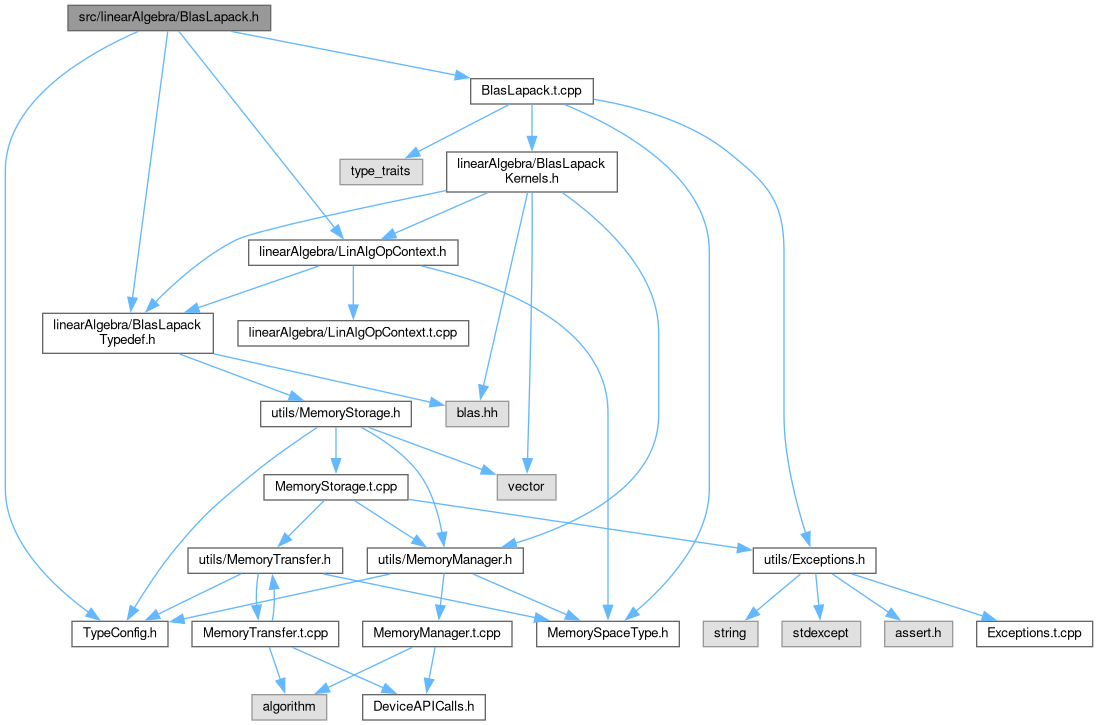 src/linearAlgebra/BlasLapack.h
BlasLapack.t.cpp
type_traits
linearAlgebra/BlasLapack
Kernels.h
linearAlgebra/LinAlgOpContext.h
linearAlgebra/BlasLapack
Typedef.h
linearAlgebra/LinAlgOpContext.t.cpp
utils/MemoryStorage.h
blas.hh
MemoryStorage.t.cpp
vector
utils/MemoryTransfer.h
utils/MemoryManager.h
utils/Exceptions.h
TypeConfig.h
MemoryTransfer.t.cpp
MemoryManager.t.cpp
MemorySpaceType.h
string
stdexcept
assert.h
Exceptions.t.cpp
algorithm
DeviceAPICalls.h